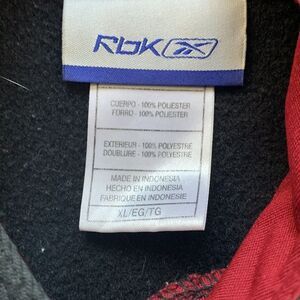 Rbk
CUERPO - 100% POLIESTER
FORRO - 100% POLIESTER
EXTERIEUR - 100% POLYESTRE
DOUBLURE - 100% POLYESTRE
MADE IN INDONESIA
HECHO EN INDONESIA
FABRIQUE EN INDONESIE
XL/EG/TG